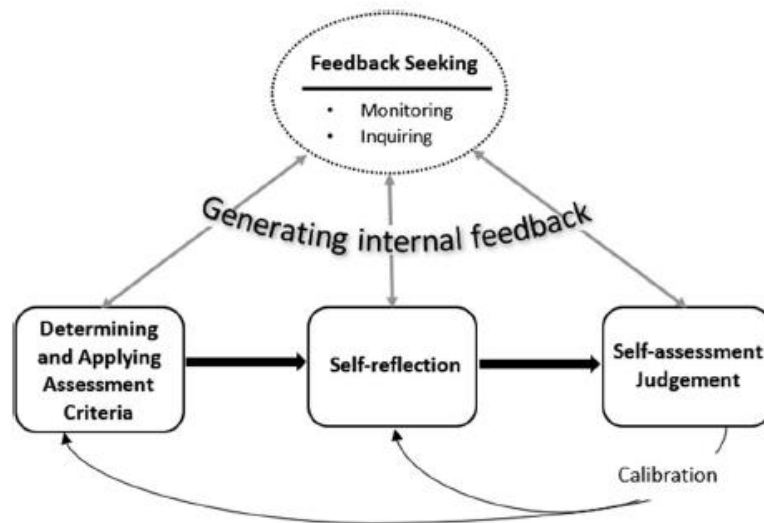 Feedback Seeking
• Monitoring
• Inquiring
Generating internal feedback
Determining
and Applying
Assessment
Criteria
Self-reflection
Self-assessment
Judgement
Calibration